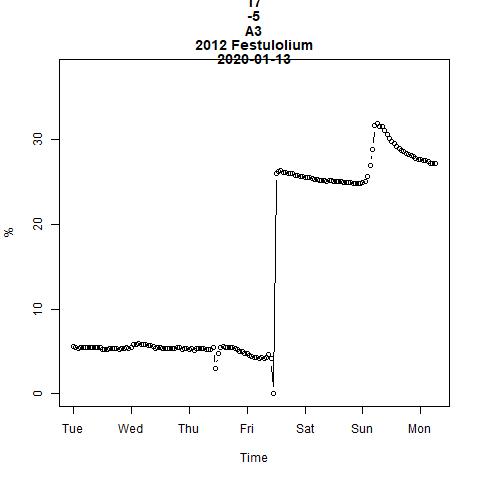 17
-5
A3
2012 Festulolium
2020-01-13
%
30
20
10
0
Tue
Wed
Thu
Fri
Sat
Sun
Mon
Time